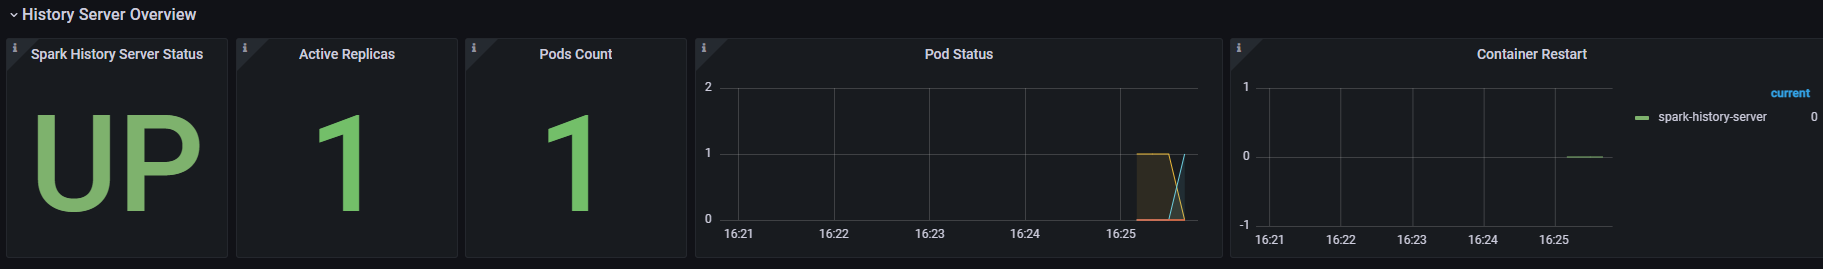 History Server Overview
Spark History Server Status
UP
Active Replicas
1
Pods Count
1
Pod Status
2
1
0
16:21 16:22 16:23 16:24 16:25
Container Restart
1
0
-1
16:21 16:22 16:23 16:24 16:25
current
spark-history-server 0